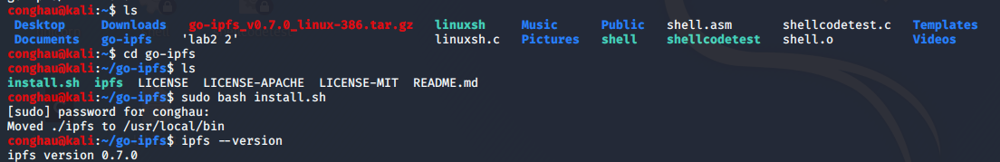 conghau@kali:~$ ls
Desktop Downloads go-ipfs_v0.7.0_linux-386.tar.gz linuxsh Music Public shell.asm shellcodetest.c Templates
Documents go-ipfs 'lab2 2' linuxsh.c Pictures shell shellcodetest shell.o Videos
conghau@kali:~$ cd go-ipfs
conghau@kali:~/go-ipfs$ ls
install.sh ipfs LICENSE LICENSE-APACHE LICENSE-MIT README.md
conghau@kali:~/go-ipfs$ sudo bash install.sh
[sudo] password for conghau:
Moved ./ipfs to /usr/local/bin
conghau@kali:~/go-ipfs$ ipfs --version
ipfs version 0.7.0